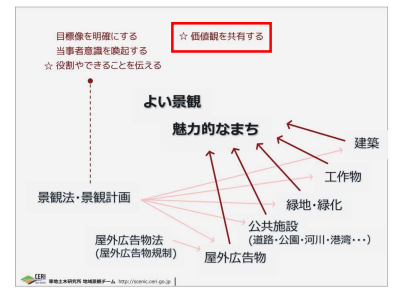 目標像を明確にする
当事者意識を喚起する
☆ 役割やできることを伝える
☆ 価値観を共有する
よい景観
魅力的なまち
建築
工作物
緑地・緑化
公共施設
(道路・公園・河川・港湾・・・)
屋外広告物
景観法・景観計画
屋外広告物法
(屋外広告物規制)
CERI 寒地土木研究所 地域景観チーム http://scenic.ceri.go.jp